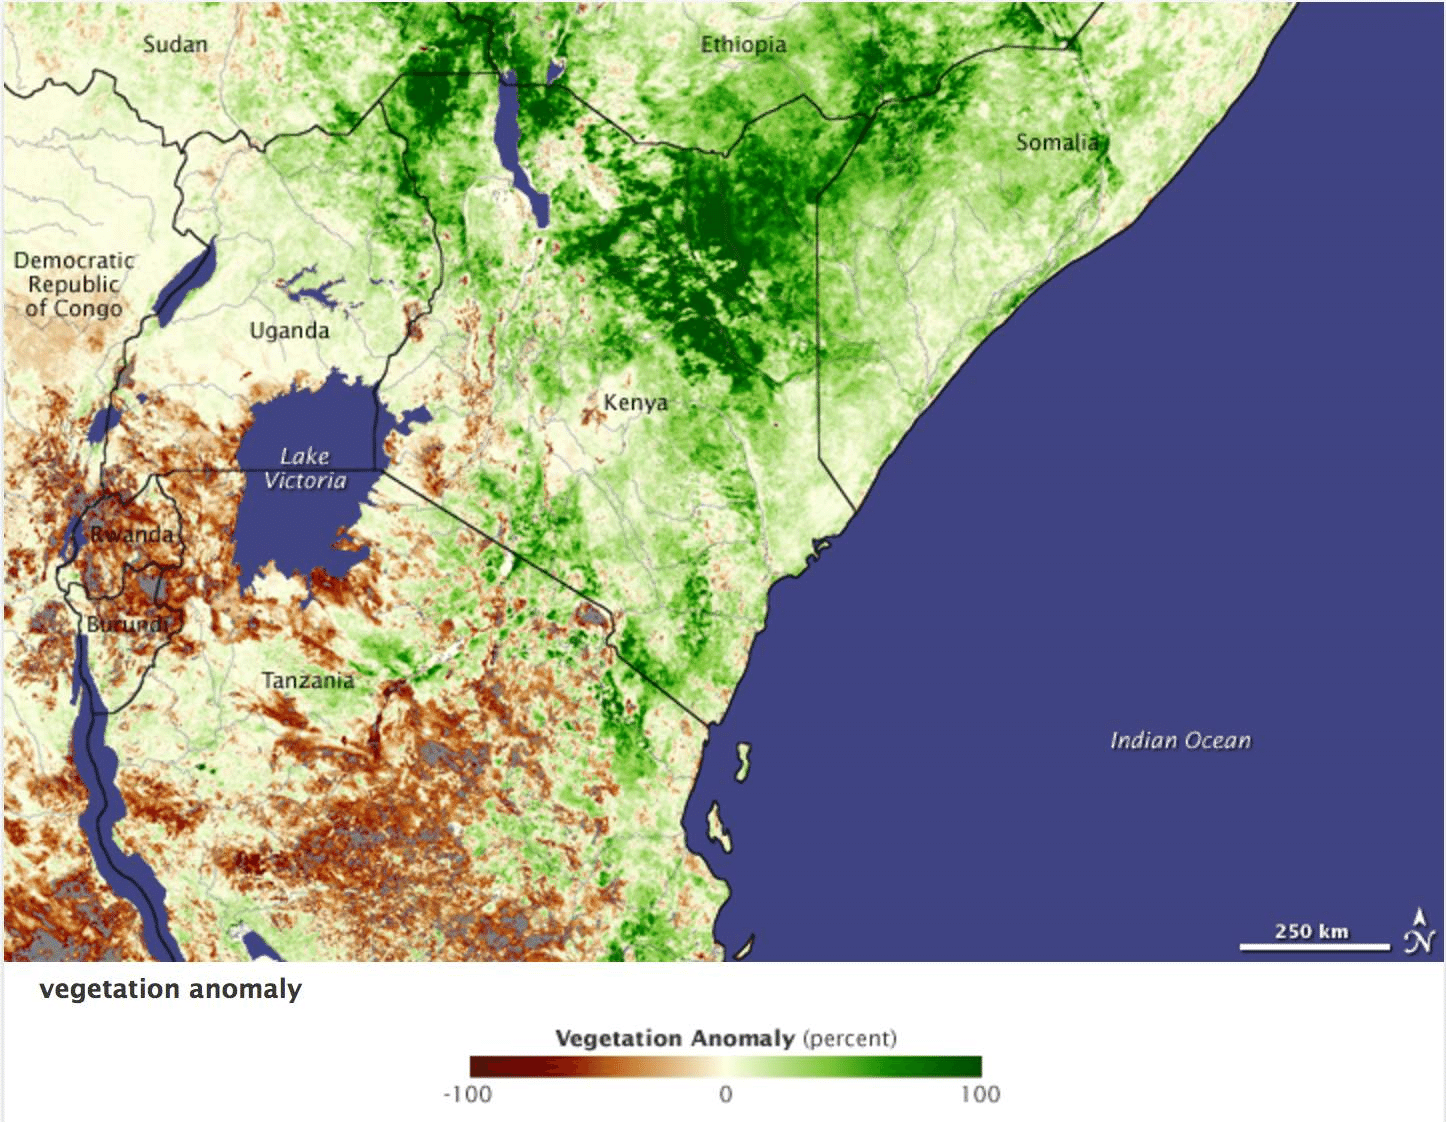 Sudan
Ethiopia
Somalia
Democratic
Republic
of Congo
Uganda
Kenya
Lake
Victoria
Rwanda
Burundi
Tanzania
Indian Ocean
250 km
N
vegetation anomaly
Vegetation Anomaly (percent)
-100 0 100